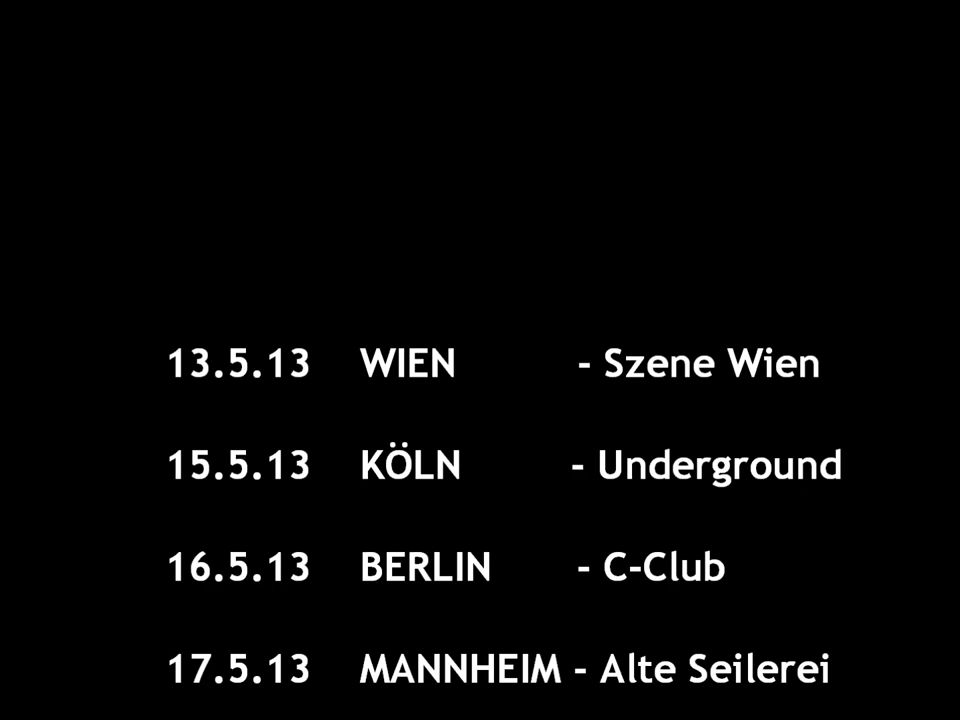 13.5.13 WIEN - Szene Wien
15.5.13 KÖLN - Underground
16.5.13 BERLIN - C-Club
17.5.13 MANNHEIM - Alte Seilerei